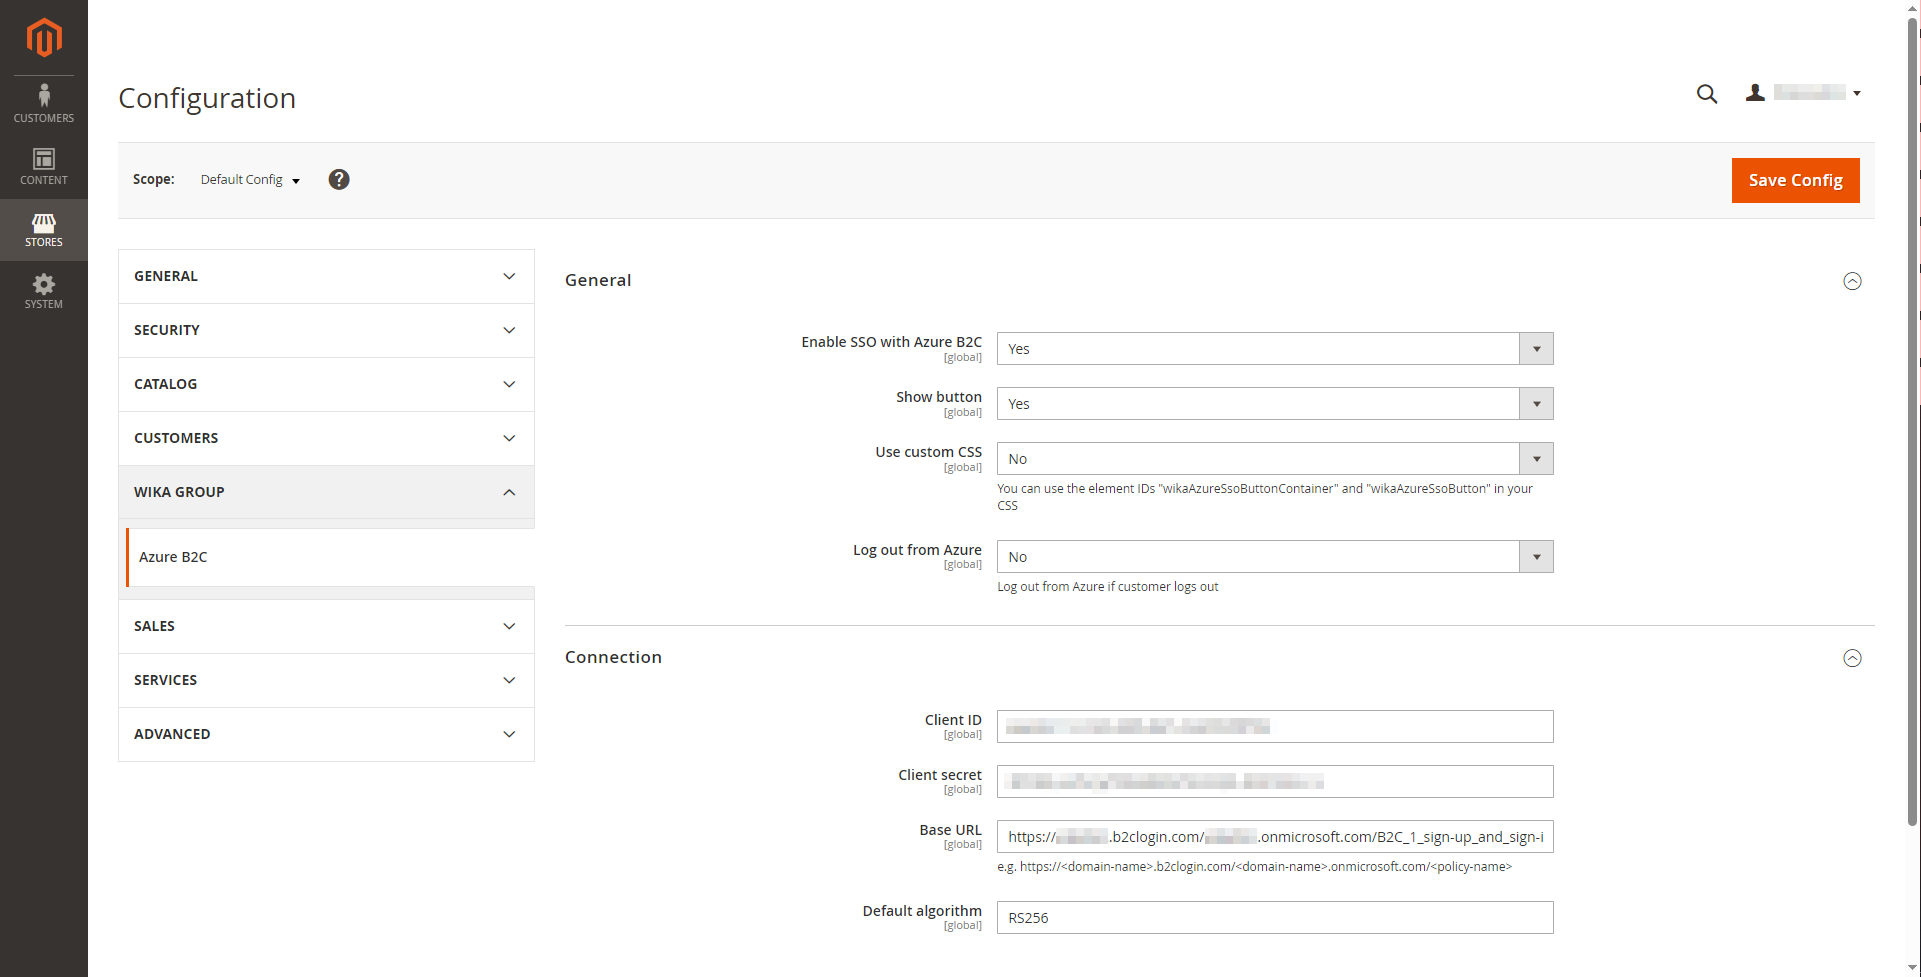 CUSTOMERS
CONTENT
STORES
SYSTEM
Configuration
Scope: Default Config ?
Save Config
GENERAL
SECURITY
CATALOG
CUSTOMERS
WIKA GROUP
Azure B2C
SALES
SERVICES
ADVANCED
General
Enable SSO with Azure B2C
[global]
Yes
Show button
[global]
Yes
Use custom CSS
[global]
No
You can use the element IDs "wikaAzureSsoButtonContainer" and "wikaAzureSsoButton" in your
CSS
Log out from Azure
[global]
No
Log out from Azure if customer logs out
Connection
Client ID
[global]
Client secret
[global]
Base URL
[global]
https:// .b2clogin.com/ .onmicrosoft.com/B2C_1_sign-up_and_sign-i
e.g. https://<domain-name>.b2clogin.com/<domain-name>.onmicrosoft.com/<policy-name>
Default algorithm
[global]
RS256